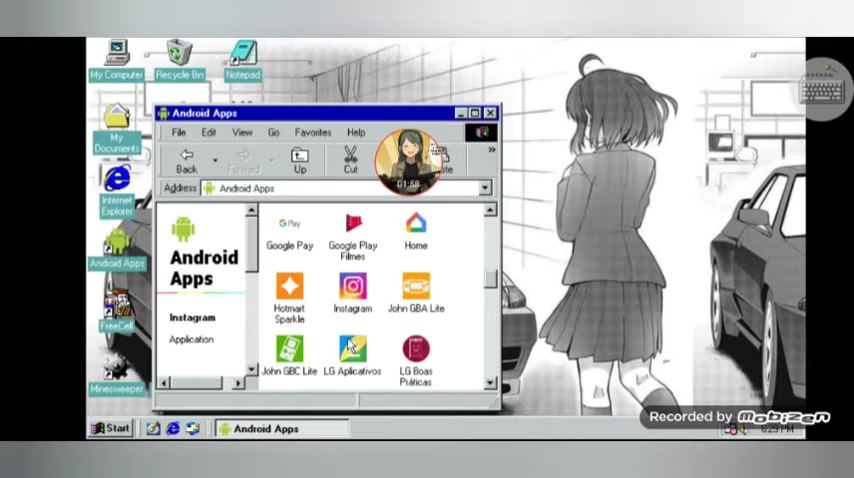 My Computer
Recycle Bin
Notepad
My
Documents
Internet
Explorer
Android Apps
FreeCell
Minesweeper
Android Apps
File Edit View Go Favorites Help
Back
Forward
Up
Cut
Address
Android Apps
Android
Apps
Instagram
Application
G Pay
Google Pay
Google Play
Filmes
Home
Hotmart
Sparkle
Instagram
John GBA Lite
John GBC Lite
LG Aplicativos
LG Boas
Práticas
01:58
Recorded by Mobizen
Start
Android Apps